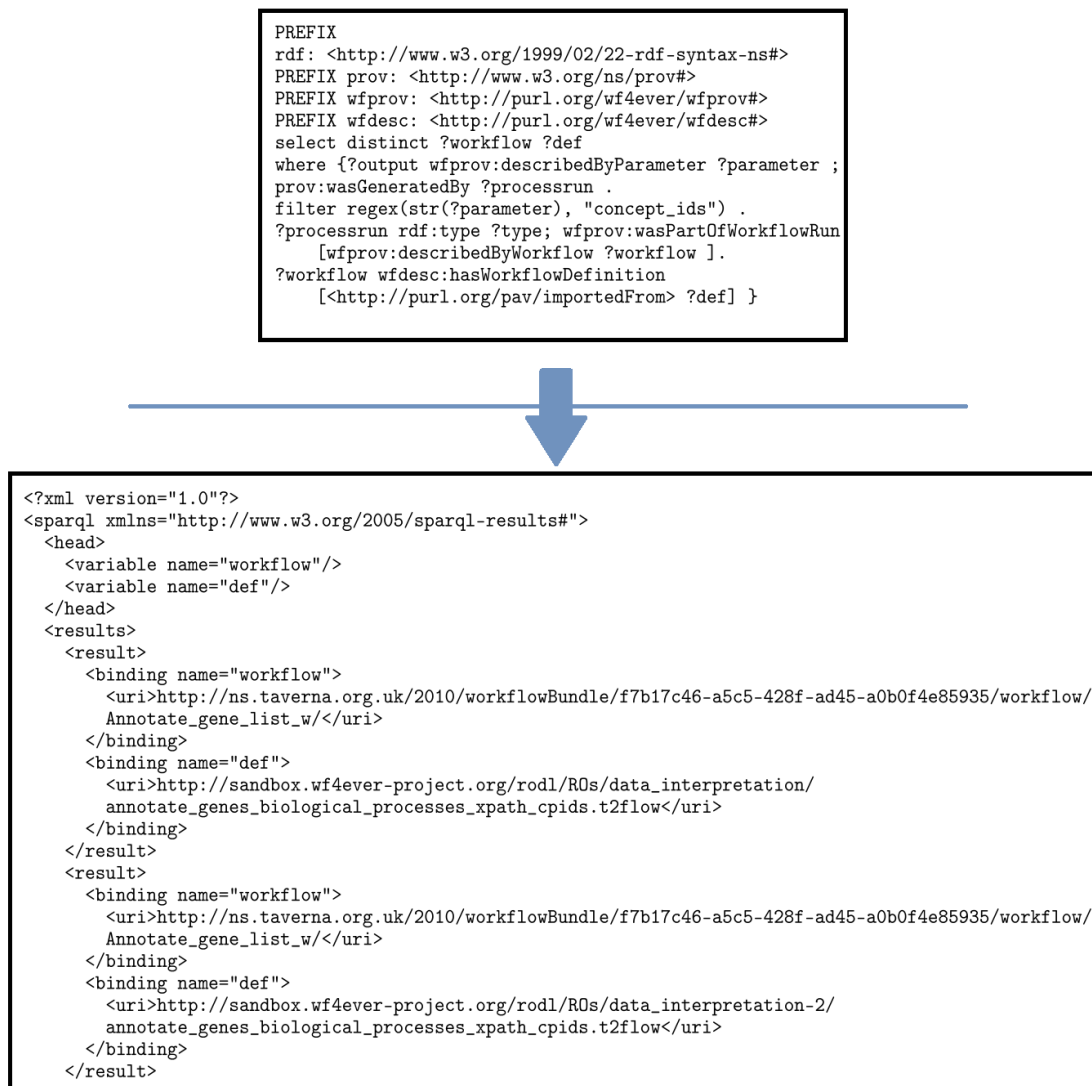 PREFIX
rdf: <http://www.w3.org/1999/02/22-rdf-syntax-ns#>
PREFIX prov: <http://www.w3.org/ns/prov#>
PREFIX wfprov: <http://purl.org/wf4ever/wfprov#>
PREFIX wfdesc: <http://purl.org/wf4ever/wfdesc#>
select distinct ?workflow ?def
where {?output wfprov:describedByParameter ?parameter ;
prov:wasGeneratedBy ?processrun .
filter regex(str(?parameter), "concept_ids") .
?processrun rdf:type ?type; wfprov:wasPartOfWorkflowRun
    [wfprov:describedByWorkflow ?workflow ].
?workflow wfdesc:hasWorkflowDefinition
    [<http://purl.org/pav/importedFrom> ?def] }
<?xml version="1.0"?>
<sparql xmlns="http://www.w3.org/2005/sparql-results#">
  <head>
    <variable name="workflow"/>
    <variable name="def"/>
  </head>
  <results>
    <result>
      <binding name="workflow">
        <uri>http://ns.taverna.org.uk/2010/workflowBundle/f7b17c46-a5c5-428f-ad45-a0b0f4e85935/workflow/
        Annotate_gene_list_w/</uri>
      </binding>
      <binding name="def">
        <uri>http://sandbox.wf4ever-project.org/rodl/ROs/data_interpretation/
        annotate_genes_biological_processes_xpath_cpids.t2flow</uri>
      </binding>
    </result>
    <result>
      <binding name="workflow">
        <uri>http://ns.taverna.org.uk/2010/workflowBundle/f7b17c46-a5c5-428f-ad45-a0b0f4e85935/workflow/
        Annotate_gene_list_w/</uri>
      </binding>
      <binding name="def">
        <uri>http://sandbox.wf4ever-project.org/rodl/ROs/data_interpretation-2/
        annotate_genes_biological_processes_xpath_cpids.t2flow</uri>
      </binding>
    </result>